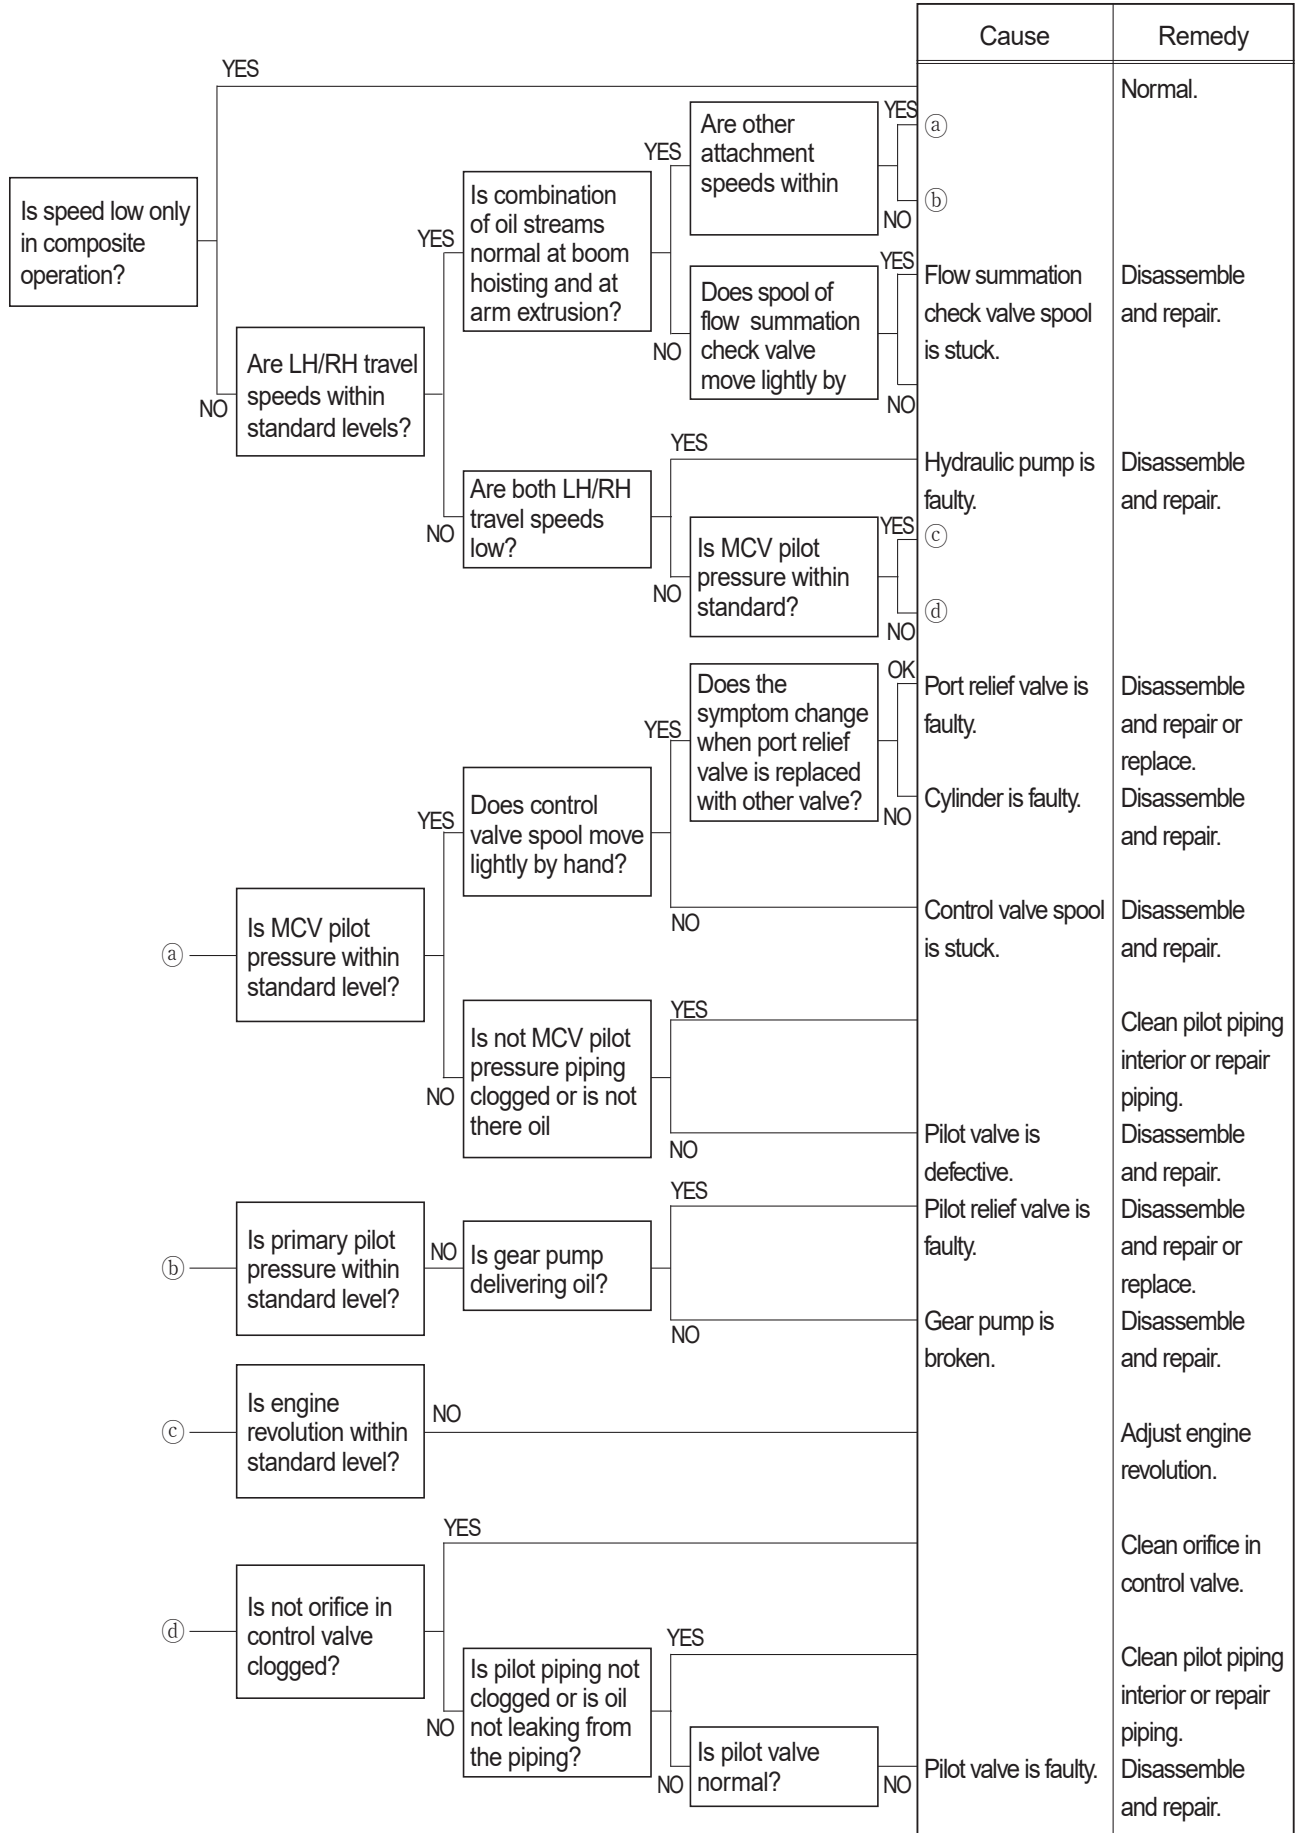 Cause
Remedy
YES
Normal.
Is speed low only
in composite
operation?
NO
Are LH/RH travel
speeds within
standard levels?
YES
Is combination
of oil streams
normal at boom
hoisting and at
arm extrusion?
YES
Are other
attachment
speeds within
YES
ⓐ
ⓑ
NO
NO
Does spool of
flow summation
check valve
move lightly by
YES
Flow summation
check valve spool
is stuck.
Disassemble
and repair.
NO
NO
Are both LH/RH
travel speeds
low?
YES
Hydraulic pump is
faulty.
Disassemble
and repair.
NO
Is MCV pilot
pressure within
standard?
YES
ⓒ
ⓓ
NO
ⓐ
Is MCV pilot
pressure within
standard level?
YES
Does control
valve spool move
lightly by hand?
YES
Does the
symptom change
when port relief
valve is replaced
with other valve?
OK
Port relief valve is
faulty.
Disassemble
and repair or
replace.
NO
Cylinder is faulty.
Disassemble
and repair.
NO
Control valve spool
is stuck.
Disassemble
and repair.
NO
Is not MCV pilot
pressure piping
clogged or is not
there oil
YES
Clean pilot piping
interior or repair
piping.
NO
Pilot valve is
defective.
Disassemble
and repair.
ⓑ
Is primary pilot
pressure within
standard level?
NO
Is gear pump
delivering oil?
YES
Pilot relief valve is
faulty.
Disassemble
and repair or
replace.
NO
Gear pump is
broken.
Disassemble
and repair.
ⓒ
Is engine
revolution within
standard level?
NO
Adjust engine
revolution.
ⓓ
Is not orifice in
control valve
clogged?
YES
Clean orifice in
control valve.
NO
Is pilot piping not
clogged or is oil
not leaking from
the piping?
YES
Clean pilot piping
interior or repair
piping.
NO
Is pilot valve
normal?
NO
Pilot valve is faulty.
Disassemble
and repair.